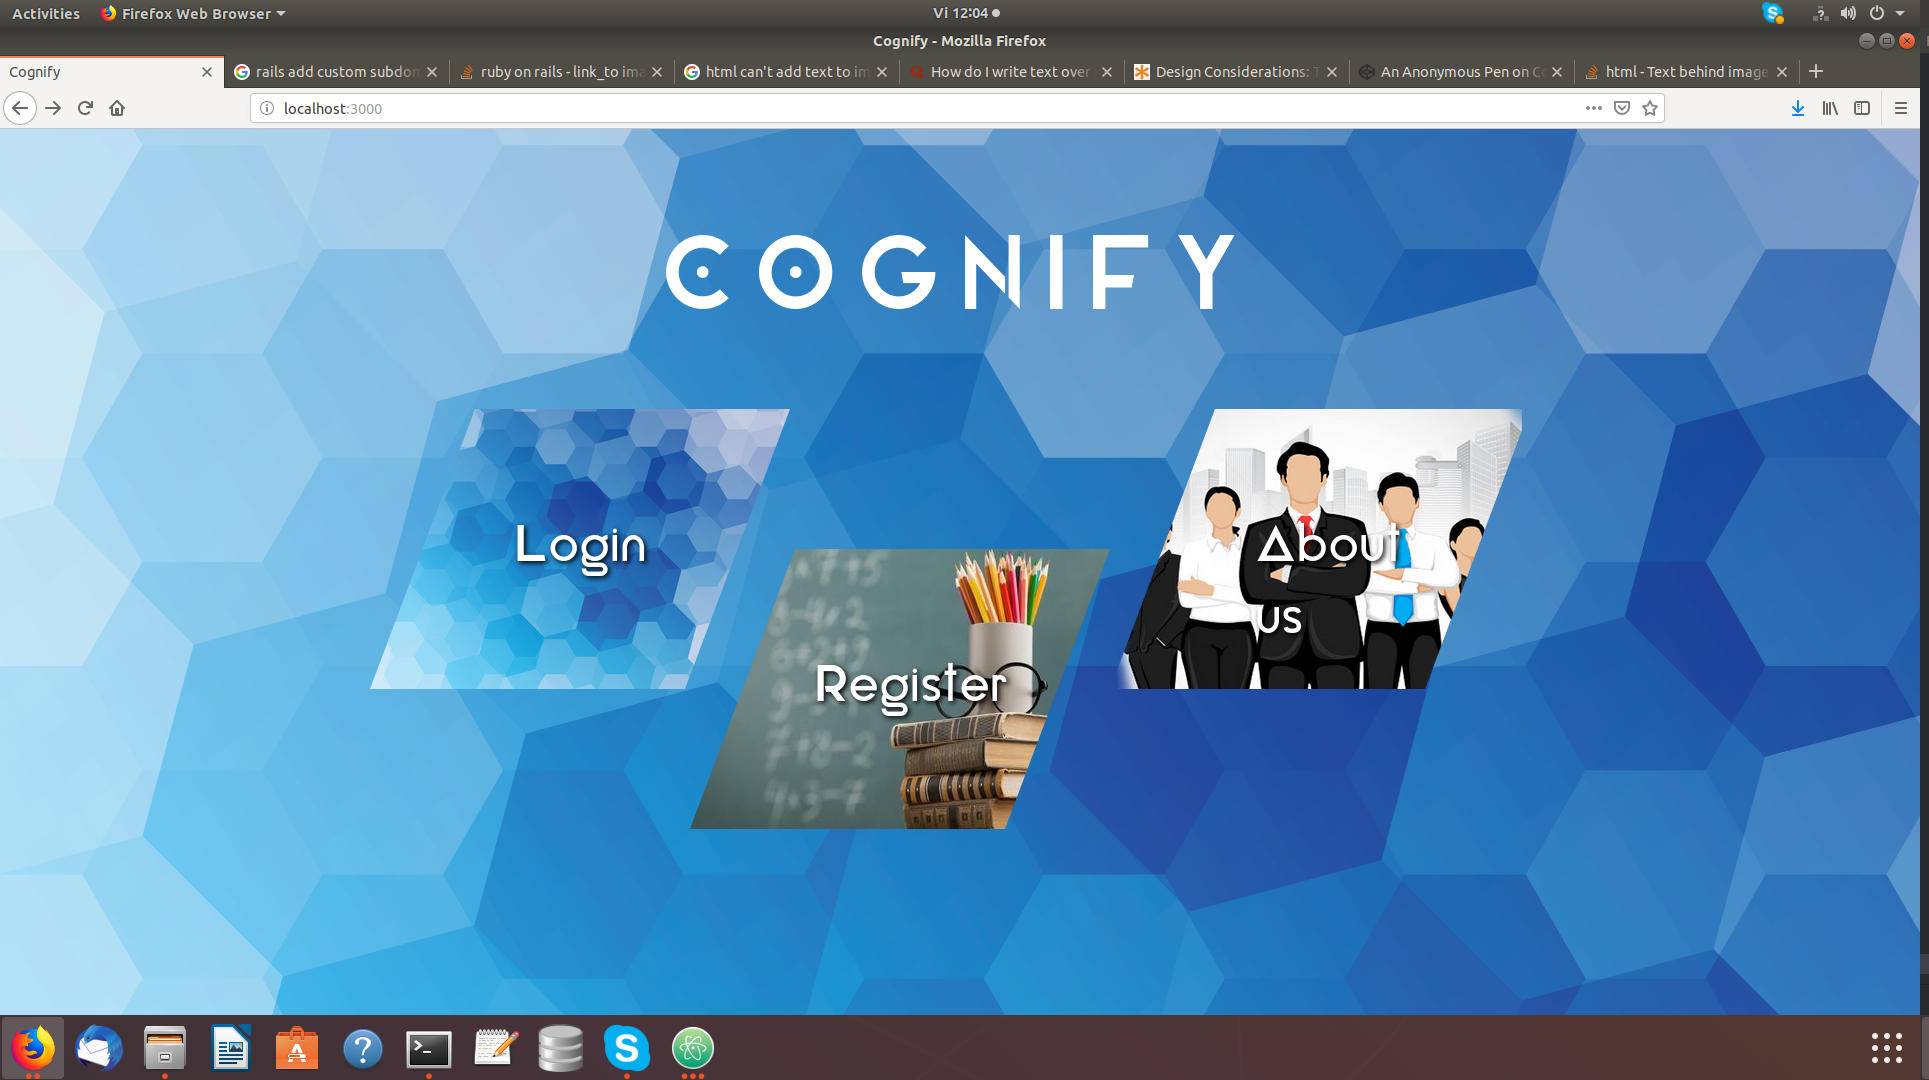 Activities
Firefox Web Browser
Vi 12:04
Cognify - Mozilla Firefox
Cognify
rails add custom subdon
ruby on rails - link_to ima
html can't add text to im
How do I write text over
Design Considerations: T
An Anonymous Pen on Co
html - Text behind image
localhost:3000
COGNIFY
Login
Register
About
us